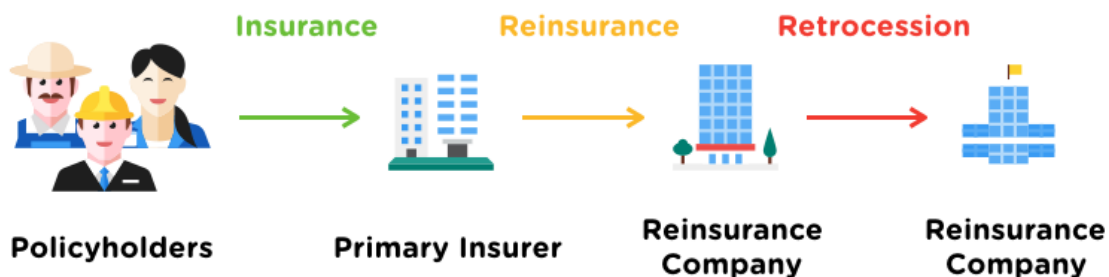 Insurance
Reinsurance
Retrocession
Policyholders
Primary Insurer
Reinsurance
Company
Reinsurance
Company